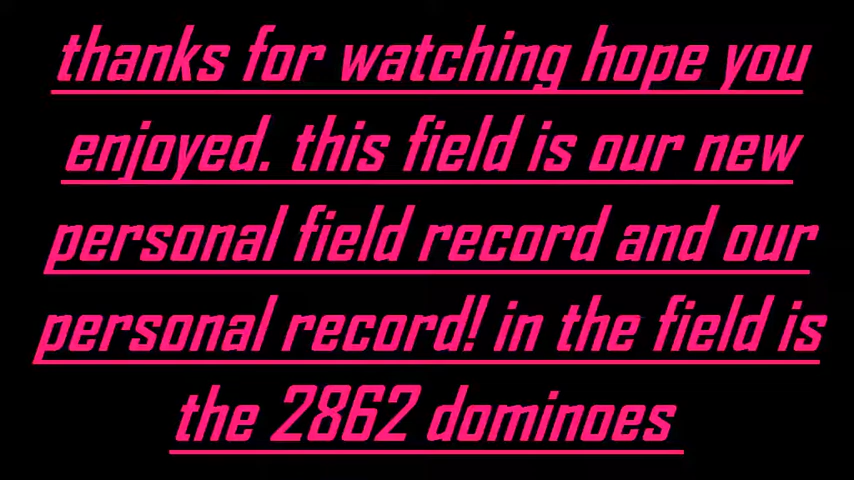 thanks for watching hope you
enjoyed. this field is our new
personal field record and our
personal record! in the field is
the 2862 dominoes